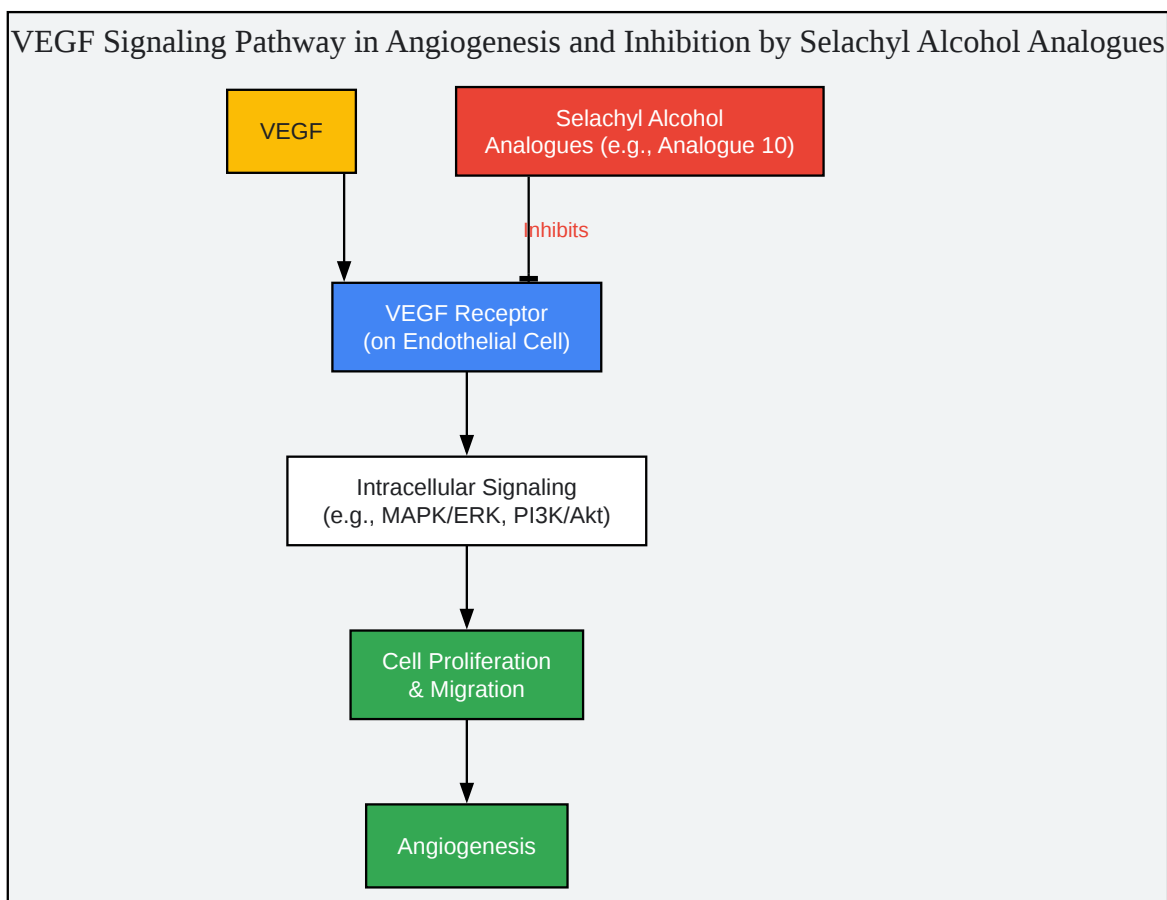 VEGF Signaling Pathway in Angiogenesis and Inhibition by Selachyl Alcohol Analogues
VEGF
Selachyl Alcohol
Analogues (e.g., Analogue 10)
Inhibits
VEGF Receptor
(on Endothelial Cell)
Intracellular Signaling
(e.g., MAPK/ERK, PI3K/Akt)
Cell Proliferation
& Migration
Angiogenesis